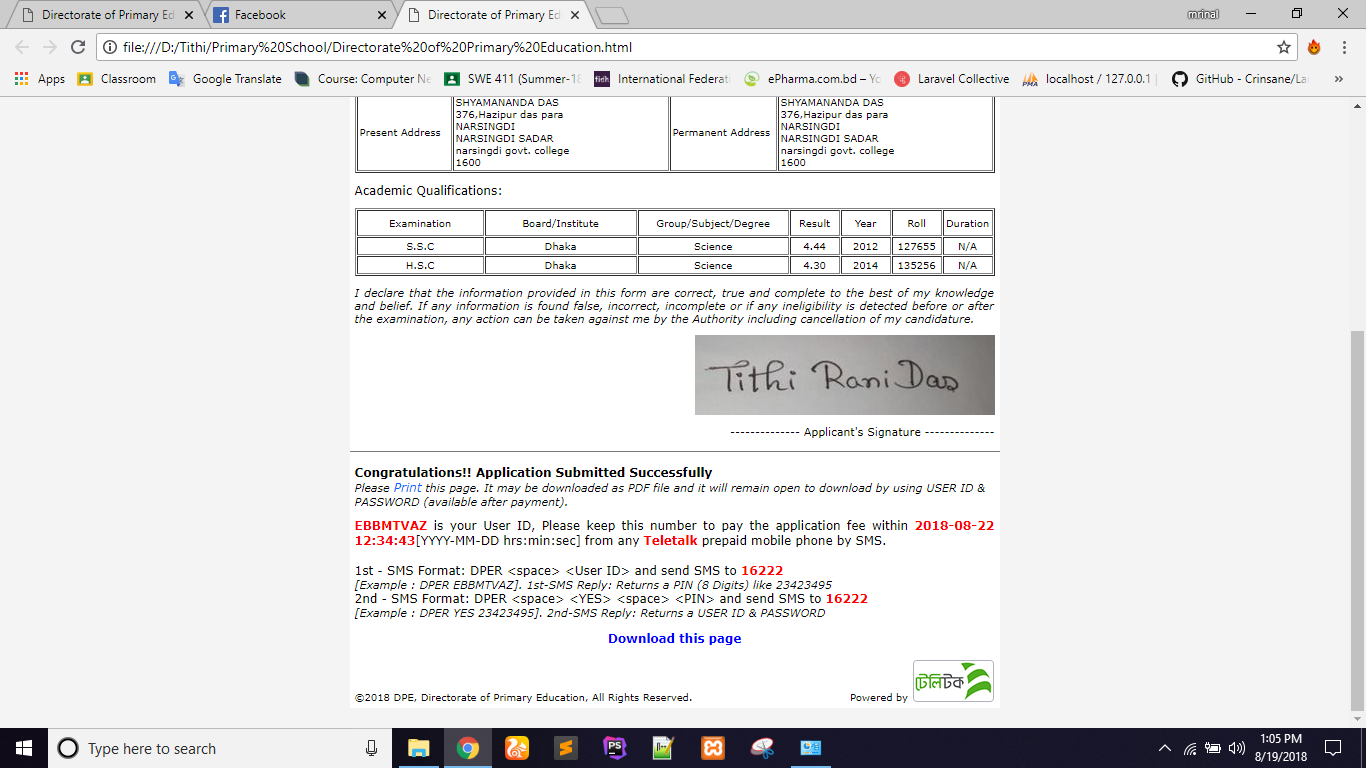 Directorate of Primary Ed
Facebook
Directorate of Primary Ed
mrinal
file:///D:/Tithi/Primary%20School/Directorate%20of%20Primary%20Education.html
Apps
Classroom
Google Translate
Course: Computer Ne
SWE 411 (Summer-18
fidh
International Federat
ePharma.com.bd – Yo
Laravel Collective
PMA
localhost / 127.0.0.1
GitHub - Crinsane/La
»
Present Address
SHYAMANANDA DAS
376,Hazipur das para
NARSINGDI
NARSINGDI SADAR
narsingdi govt. college
1600
Permanent Address
SHYAMANANDA DAS
376,Hazipur das para
NARSINGDI
NARSINGDI SADAR
narsingdi govt. college
1600
Academic Qualifications:
Examination Board/Institute Group/Subject/Degree Result Year Roll Duration
S.S.C Dhaka Science 4.44 2012 127655 N/A
H.S.C Dhaka Science 4.30 2014 135256 N/A
I declare that the information provided in this form are correct, true and complete to the best of my knowledge
and belief. If any information is found false, incorrect, incomplete or if any ineligibility is detected before or after
the examination, any action can be taken against me by the Authority including cancellation of my candidature.
Tithi Rani Das
-------------- Applicant's Signature --------------
Congratulations!! Application Submitted Successfully
Please Print this page. It may be downloaded as PDF file and it will remain open to download by using USER ID &
PASSWORD (available after payment).
EBBMTVAZ is your User ID, Please keep this number to pay the application fee within 2018-08-22
12:34:43[YYYY-MM-DD hrs:min:sec] from any Teletalk prepaid mobile phone by SMS.
1st - SMS Format: DPER <space> <User ID> and send SMS to 16222
[Example : DPER EBBMTVAZ]. 1st-SMS Reply: Returns a PIN (8 Digits) like 23423495
2nd - SMS Format: DPER <space> <YES> <space> <PIN> and send SMS to 16222
[Example : DPER YES 23423495]. 2nd-SMS Reply: Returns a USER ID & PASSWORD
Download this page
©2018 DPE, Directorate of Primary Education, All Rights Reserved.
Powered by
টেলিটক
Type here to search
PS
1:05 PM
8/19/2018